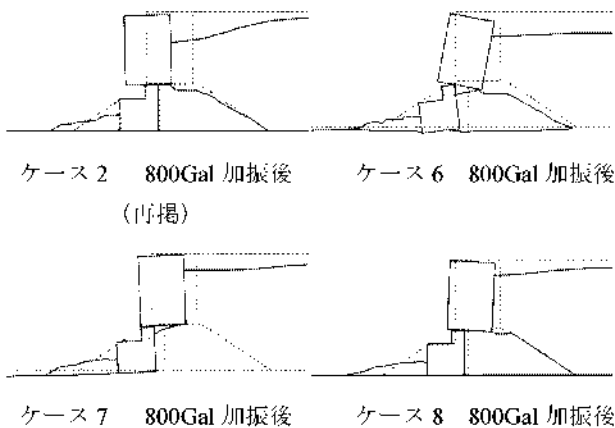 ケース 2 800Gal 加振後
ケース 6 800Gal 加振後
(再掲)
ケース 7 800Gal 加振後
ケース 8 800Gal 加振後